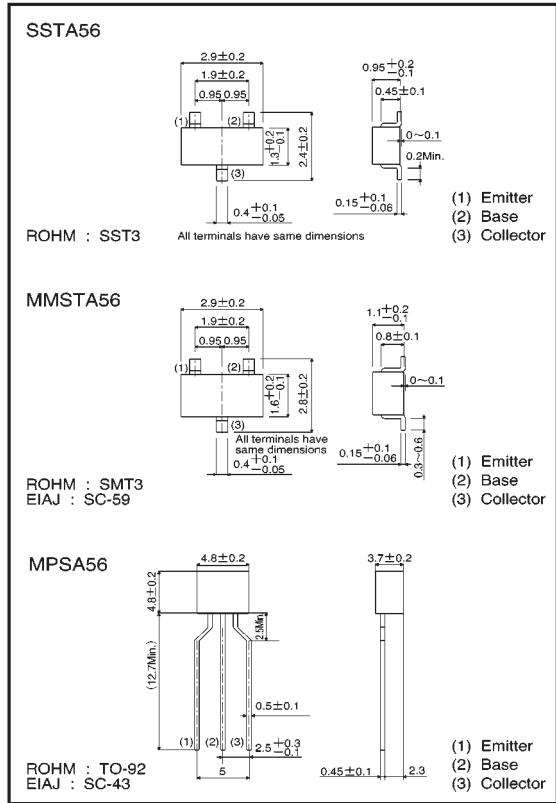 SSTA56
2.9±0.2
1.9±0.2
0.95 0.95
(1) (2)
(3)
1.3+0.2−0.1
2.4±0.2
0.4+0.1−0.05
0.95+0.2−0.1
0.45±0.1
0~0.1
0.2Min.
0.15+0.1−0.06
All terminals have same dimensions
ROHM : SST3
(1) Emitter
(2) Base
(3) Collector
MMSTA56
2.9±0.2
1.9±0.2
0.95 0.95
(1) (2)
(3)
1.6+0.2−0.1
2.8±0.2
All terminals have
same dimensions
0.4+0.1−0.05
1.1+0.2−0.1
0.8±0.1
0~0.1
0.15+0.1−0.06
0.3~0.6
ROHM : SMT3
EIAJ : SC-59
(1) Emitter
(2) Base
(3) Collector
MPSA56
4.8±0.2
4.8±0.2
(12.7Min.)
2.5Min.
0.5±0.1
(1) (2) (3)
2.5+0.3−0.1
5
3.7±0.2
0.45±0.1
2.3
ROHM : TO-92
EIAJ : SC-43
(1) Emitter
(2) Base
(3) Collector